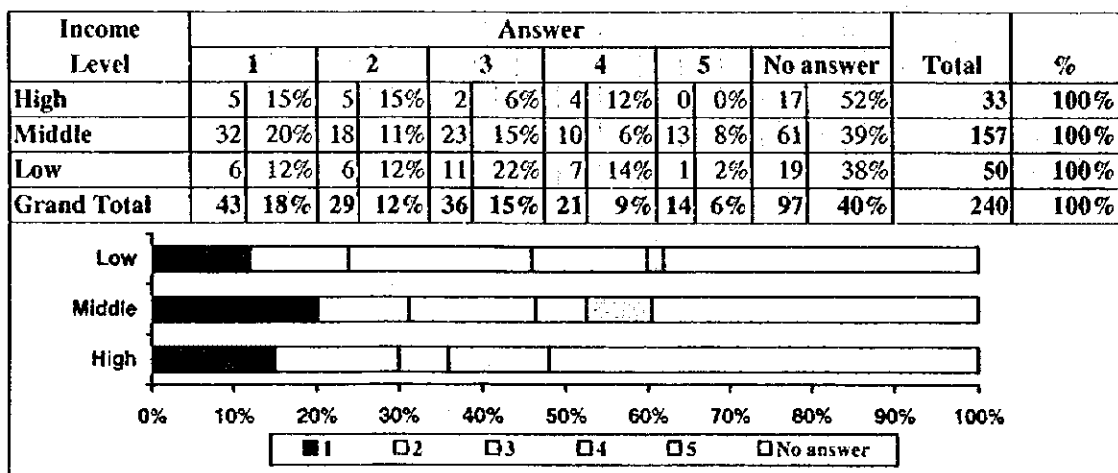 Income Answer
Level 1 2 3 4 5 No answer Total %
High 5 15% 5 15% 2 6% 4 12% 0 0% 17 52% 33 100%
Middle 32 20% 18 11% 23 15% 10 6% 13 8% 61 39% 157 100%
Low 6 12% 6 12% 11 22% 7 14% 1 2% 19 38% 50 100%
Grand Total 43 18% 29 12% 36 15% 21 9% 14 6% 97 40% 240 100%
Low
Middle
High
0% 10% 20% 30% 40% 50% 60% 70% 80% 90% 100%
1 2 3 4 5 No answer